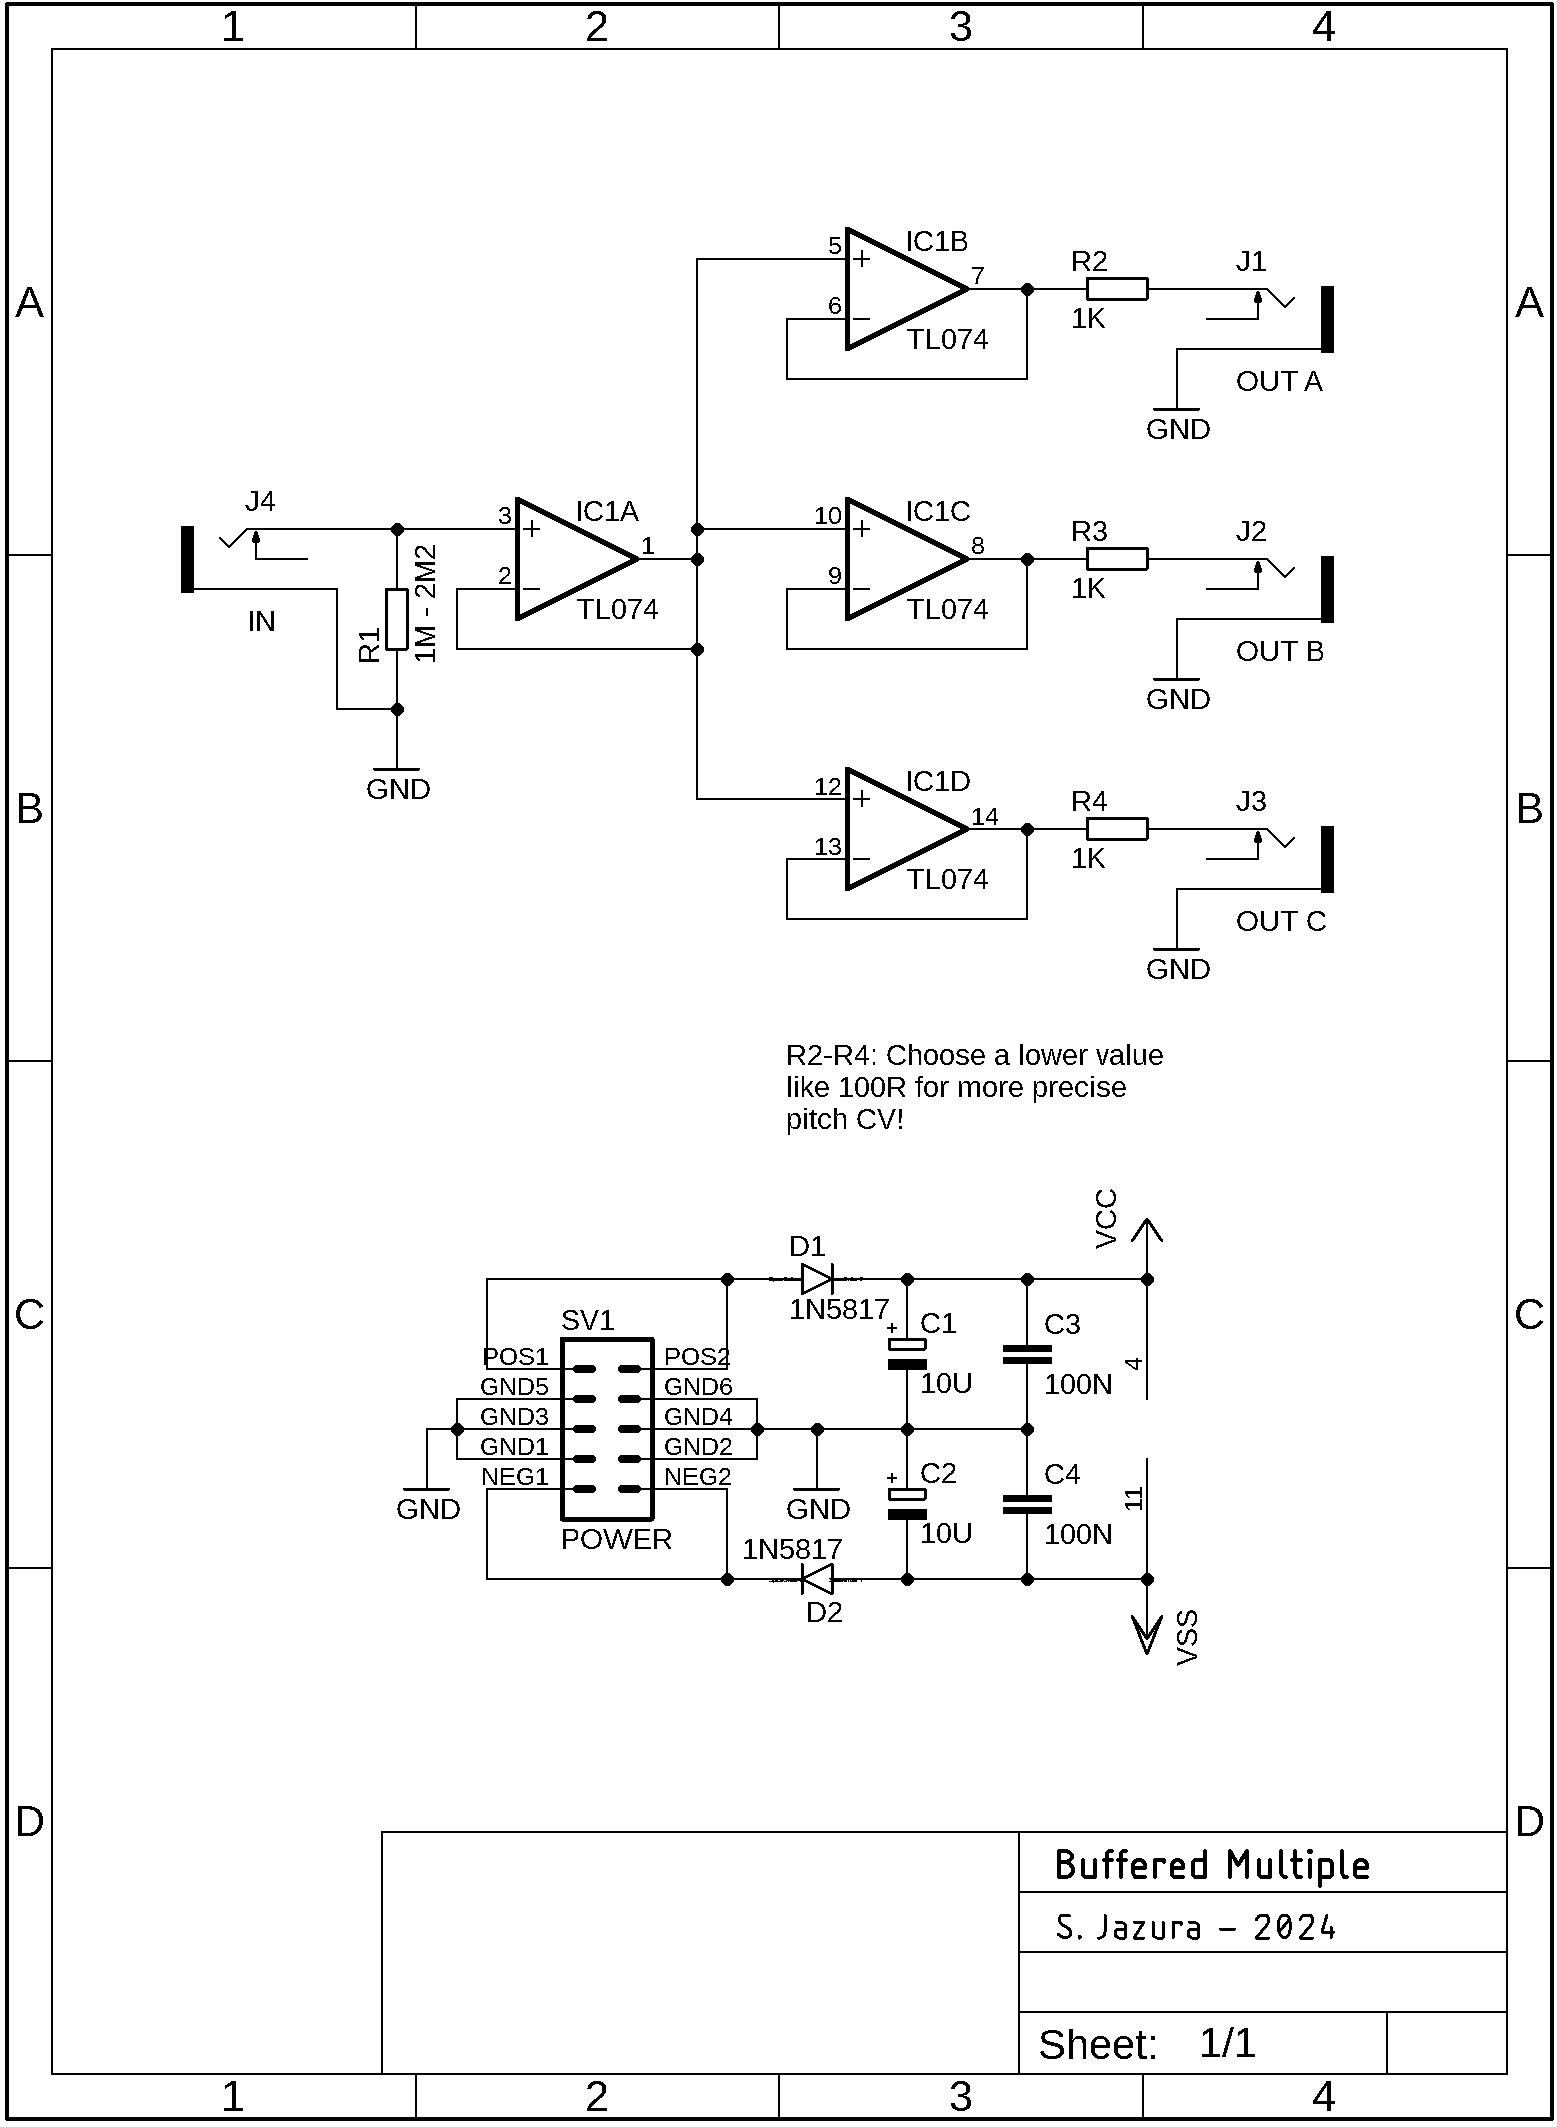 1 2 3 4
A A
IC1B
5
+
7
6
−
TL074
R2
1K
J1
OUT A
GND
J4
IN
R1
1M - 2M2
GND
IC1A
3
+
1
2
−
TL074
IC1C
10
+
8
9
−
TL074
R3
1K
J2
OUT B
GND
B B
IC1D
12
+
14
13
−
TL074
R4
1K
J3
OUT C
GND
R2-R4: Choose a lower value
like 100R for more precise
pitch CV!
C C
VCC
D1
1N5817
SV1
POS1 POS2
GND5 GND6
GND3 GND4
GND1 GND2
NEG1 NEG2
POWER
GND
GND
+
C1
10U
C3
100N
4
+
C2
10U
C4
100N
11
1N5817
D2
VSS
D D
Buffered Multiple
S. Jazura - 2024
Sheet: 1/1
1 2 3 4